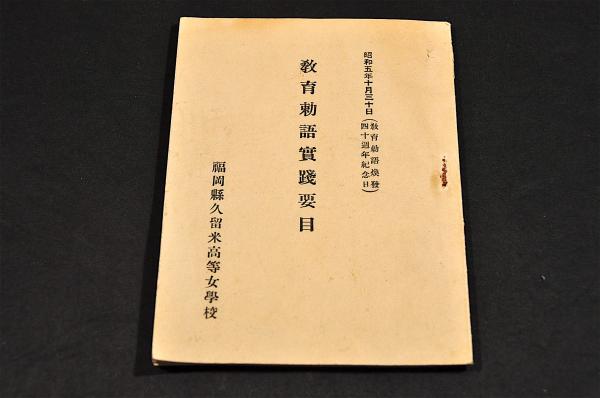 昭和五年十月三十日(教育勅語煥發
四十週年紀念日)
教育勅語實踐要目
福岡縣久留米高等女學校